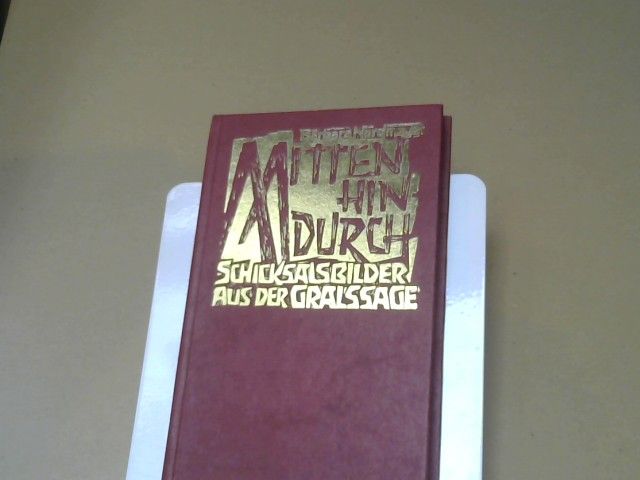 MITTEN
HIN
DURCH
SCHICKSALSBILDER
AUS DER GRALSSAGE